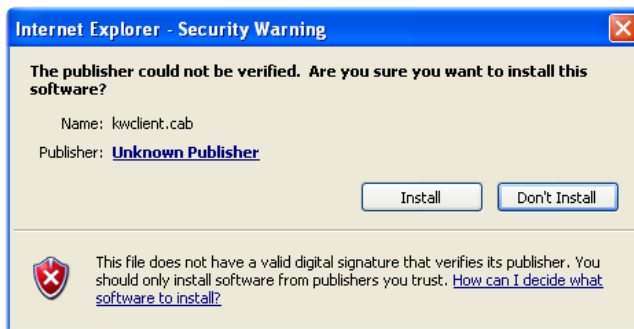 Internet Explorer - Security Warning
The publisher could not be verified.  Are you sure you want to install this
software?
Name: kwclient.cab
Publisher: Unknown Publisher
Install
Don't Install
This file does not have a valid digital signature that verifies its publisher. You
should only install software from publishers you trust. How can I decide what
software to install?